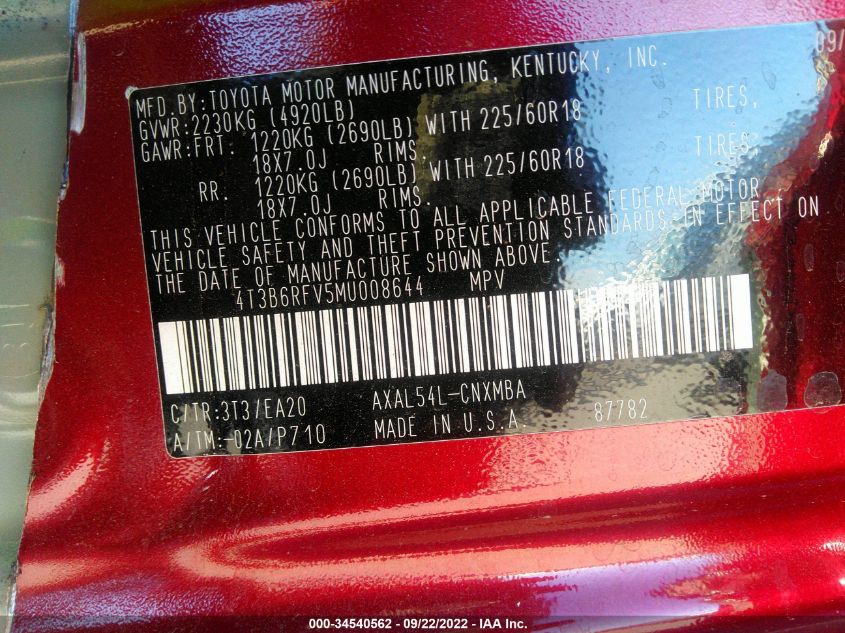 09/
MFD.BY:TOYOTA MOTOR MANUFACTURING, KENTUCKY, INC.
GVWR:2230KG (4920LB)
GAWR:FRT. 1220KG (2690LB) WITH 225/60R18 TIRES,
18X7.0J RIMS.
RR. 1220KG (2690LB) WITH 225/60R18 TIRES,
18X7.0J RIMS.
THIS VEHICLE CONFORMS TO ALL APPLICABLE FEDERAL MOTOR
VEHICLE SAFETY AND THEFT PREVENTION STANDARDS IN EFFECT ON
THE DATE OF MANUFACTURE SHOWN ABOVE.
4T3B6RFV5MU008644 MPV
C/TR:3T3/EA20 AXAL54L-CNXMBA
A/TM:-02A/P710 MADE IN U.S.A. 87782
000-34540562 - 09/22/2022 - IAA Inc.